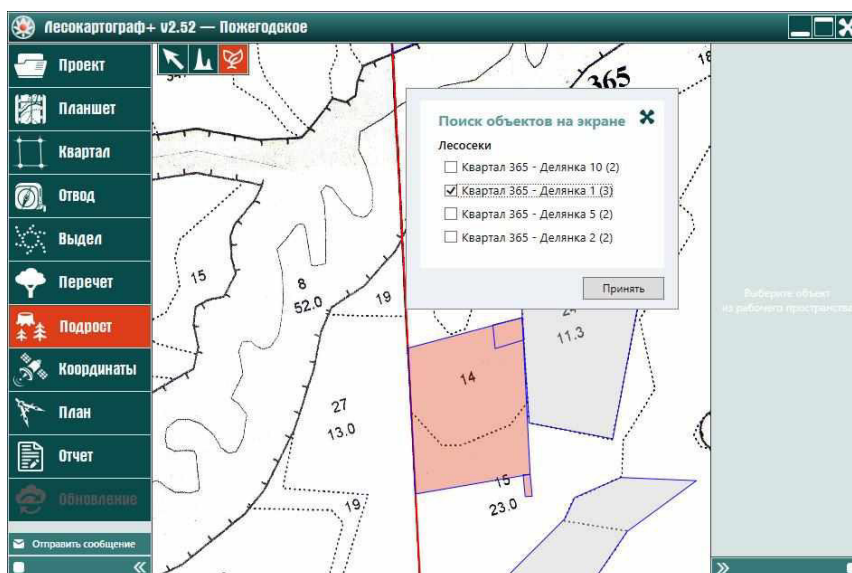 Лесокартограф+ v2.52 — Пожегодское
Проект
Планшет
Квартал
Отвод
Выдел
Перечет
Подрост
Координаты
План
Отчет
Обновление
Отправить сообщение
365
18
Поиск объектов на экране
Лесосеки
Квартал 365 - Делянка 10 (2)
Квартал 365 - Делянка 1 (3)
Квартал 365 - Делянка 5 (2)
Квартал 365 - Делянка 2 (2)
Принять
15
8
52.0
19
11.3
14
27
13.0
15
23.0
19
Выберите объект
из рабочего пространства